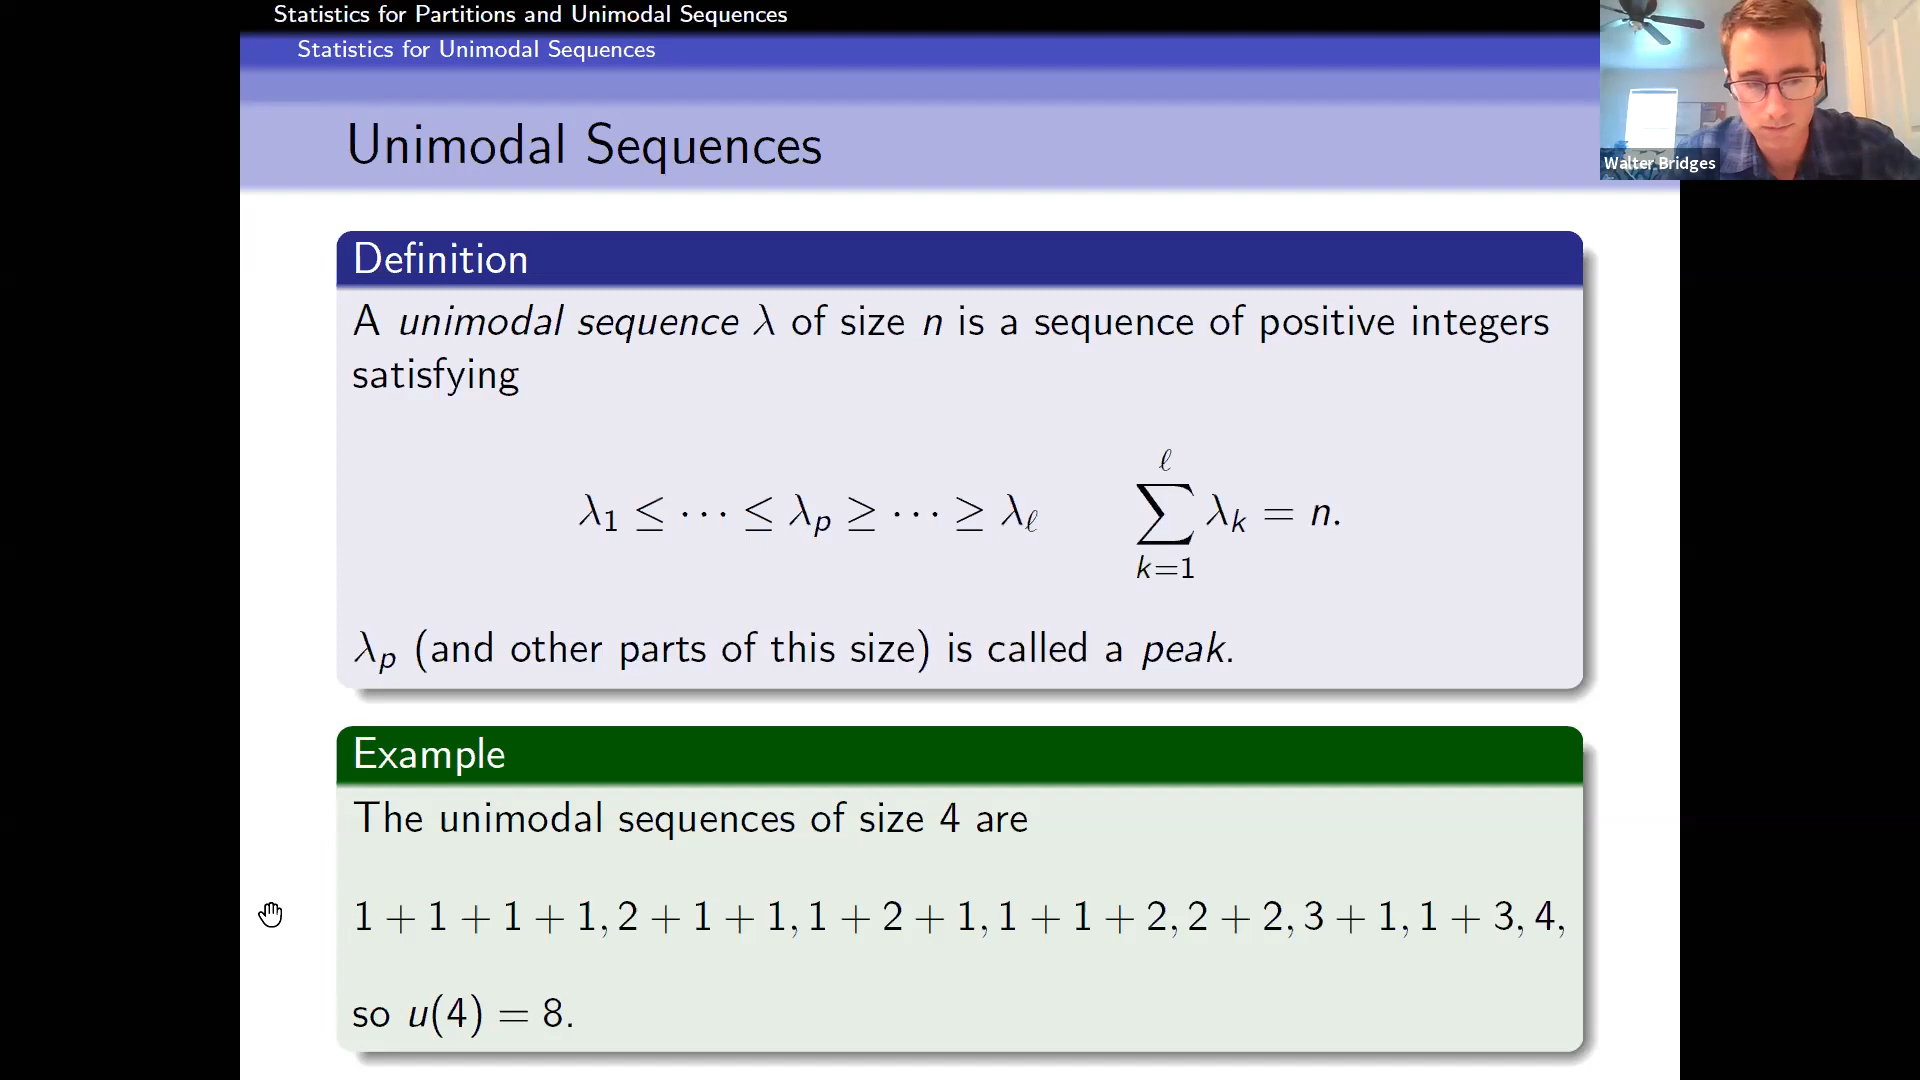 Statistics for Partitions and Unimodal Sequences
Statistics for Unimodal Sequences
Unimodal Sequences
Walter Bridges
Definition
A unimodal sequence λ of size n is a sequence of positive integers
satisfying
λ₁ ≤ ⋯ ≤ λₚ ≥ ⋯ ≥ λ_ℓ  ∑_{k=1}^{ℓ} λₖ = n.
λₚ (and other parts of this size) is called a peak.
Example
The unimodal sequences of size 4 are
1 + 1 + 1 + 1, 2 + 1 + 1, 1 + 2 + 1, 1 + 1 + 2, 2 + 2, 3 + 1, 1 + 3, 4,
so u(4) = 8.